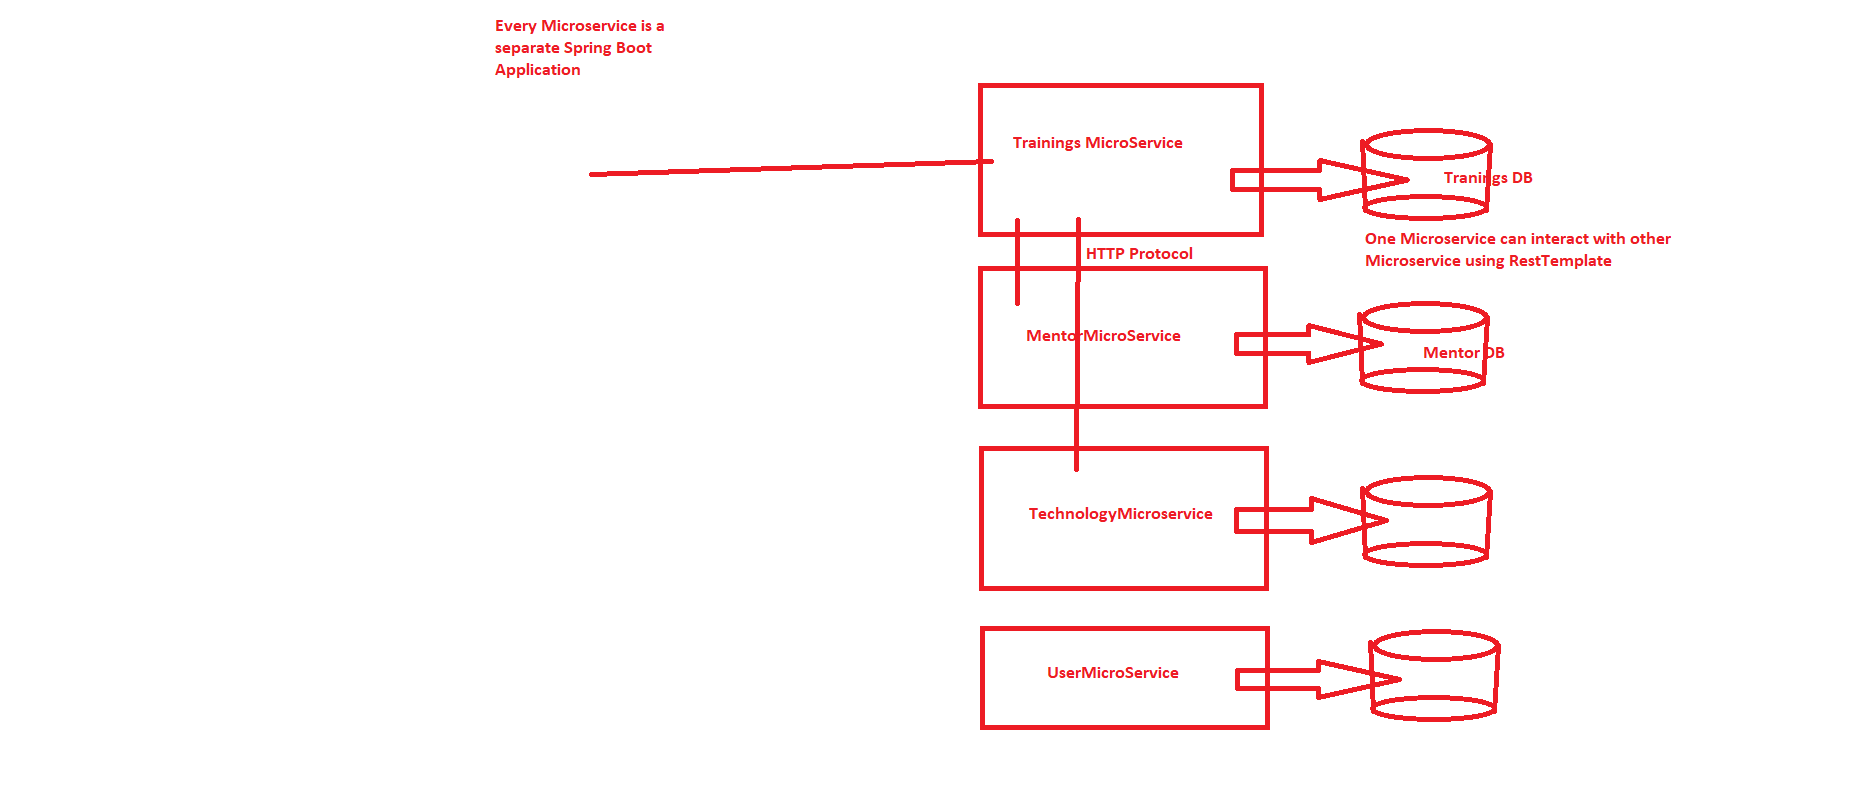 Every Microservice is a
separate Spring Boot
Application
Trainings MicroService
Tranings DB
One Microservice can interact with other
Microservice using RestTemplate
HTTP Protocol
MentorMicroService
Mentor DB
TechnologyMicroservice
UserMicroService